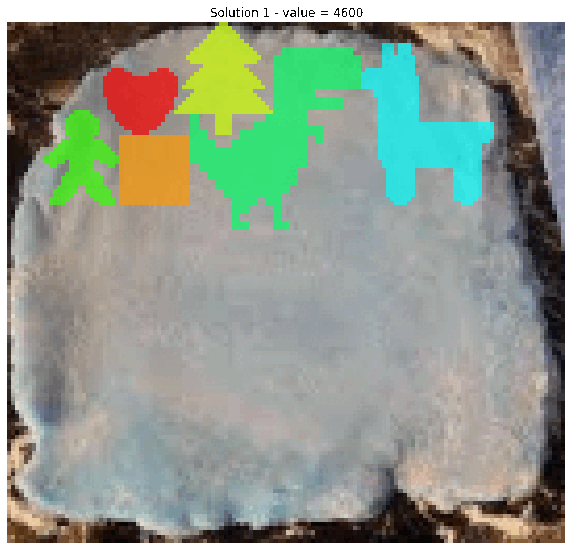 Solution 1 - value = 4600